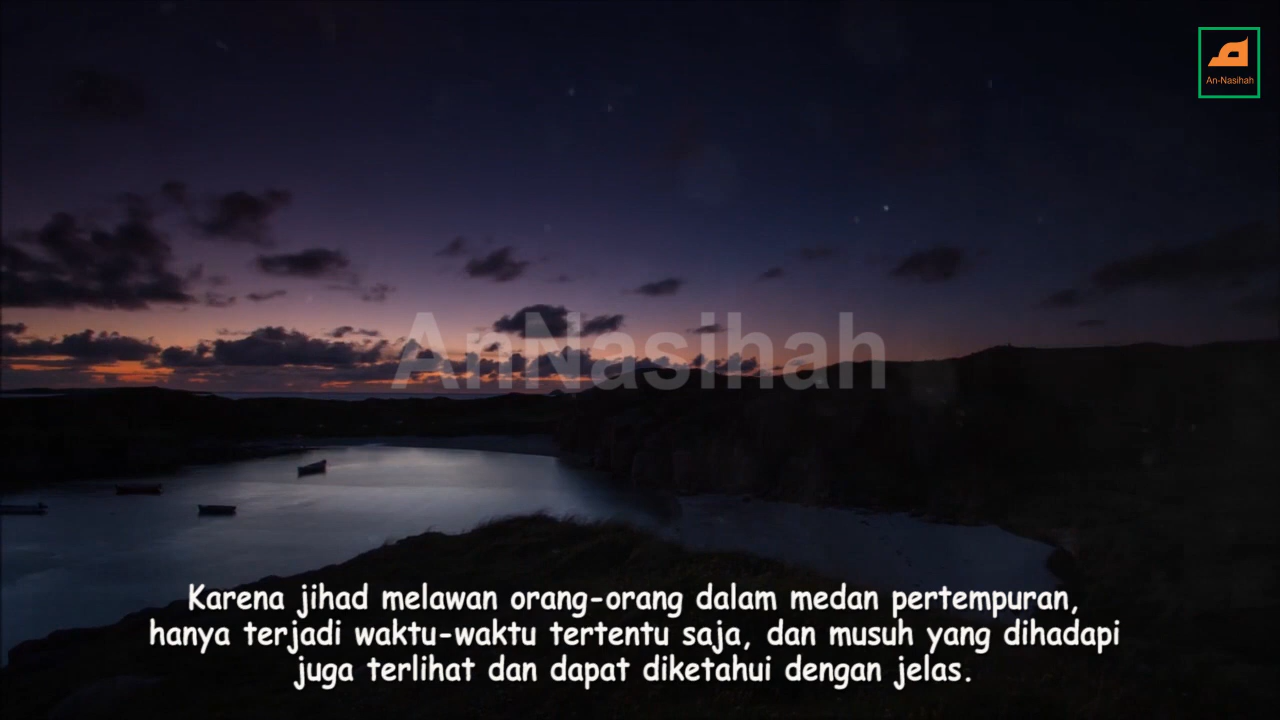 An-Nasihah
AnNasihah
Karena jihad melawan orang-orang dalam medan pertempuran,
hanya terjadi waktu-waktu tertentu saja, dan musuh yang dihadapi
juga terlihat dan dapat diketahui dengan jelas.